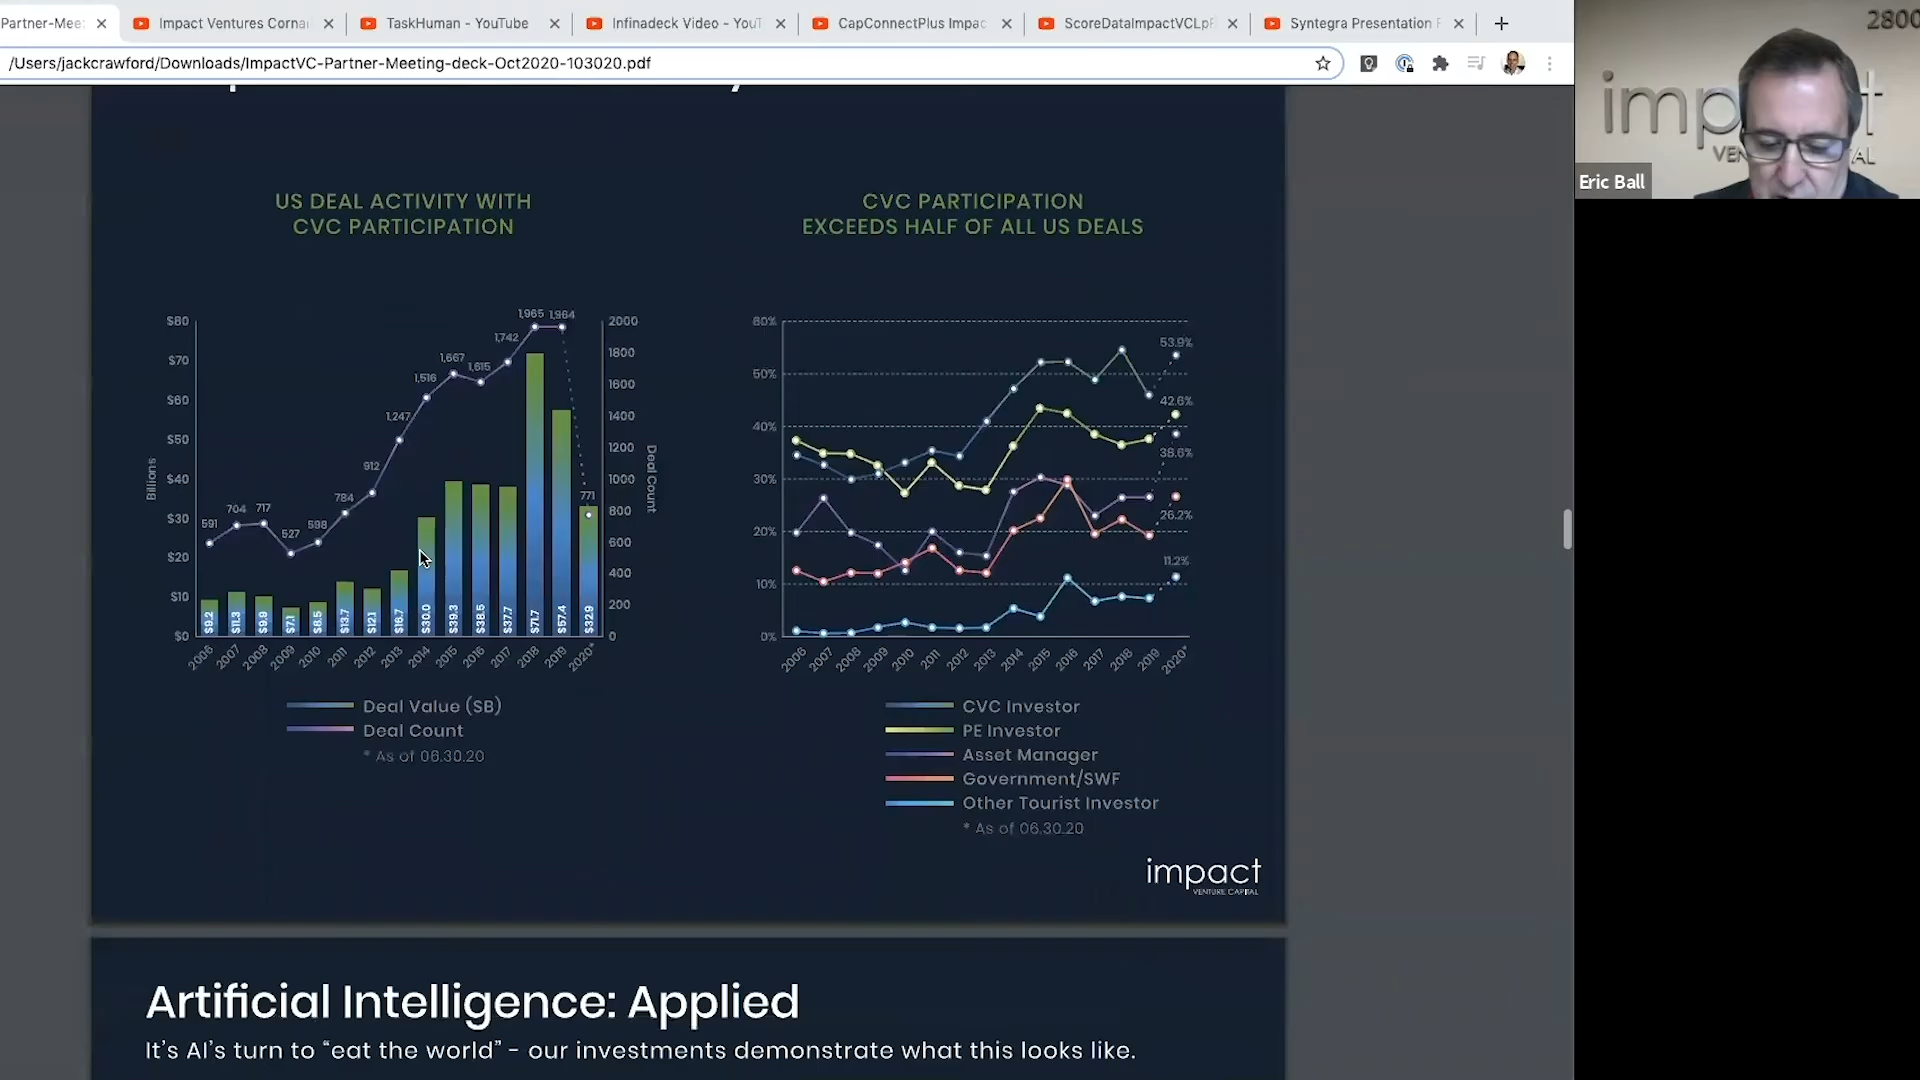 Partner-Mee
Impact Ventures Corna
TaskHuman - YouTube
Infinadeck Video - YouT
CapConnectPlus Impac
ScoreDataImpactVCLpF
Syntegra Presentation F
/Users/jackcrawford/Downloads/ImpactVC-Partner-Meeting-deck-Oct2020-103020.pdf
2800
imp
t
VEN
AL
Eric Ball
US DEAL ACTIVITY WITH
CVC PARTICIPATION
$80
$70
$60
$50
$40
$30
$20
$10
$0
Billions
2000
1800
1600
1400
1200
1000
800
600
400
200
0
Deal Count
591
704
717
527
598
784
912
1,247
1,516
1,667
1,615
1,742
1,965
1,964
771
$9.2
$11.3
$9.9
$7.1
$8.5
$13.7
$12.1
$16.7
$30.0
$39.3
$38.5
$37.7
$71.7
$57.4
$32.9
2006
2007
2008
2009
2010
2011
2012
2013
2014
2015
2016
2017
2018
2019
2020*
Deal Value (SB)
Deal Count
* As of 06.30.20
CVC PARTICIPATION
EXCEEDS HALF OF ALL US DEALS
60%
50%
40%
30%
20%
10%
0%
53.9%
42.6%
38.6%
26.2%
11.2%
2006
2007
2008
2009
2010
2011
2012
2013
2014
2015
2016
2017
2018
2019
2020*
CVC Investor
PE Investor
Asset Manager
Government/SWF
Other Tourist Investor
* As of 06.30.20
impact
VENTURE CAPITAL
Artificial Intelligence: Applied
It's AI's turn to “eat the world” - our investments demonstrate what this looks like.